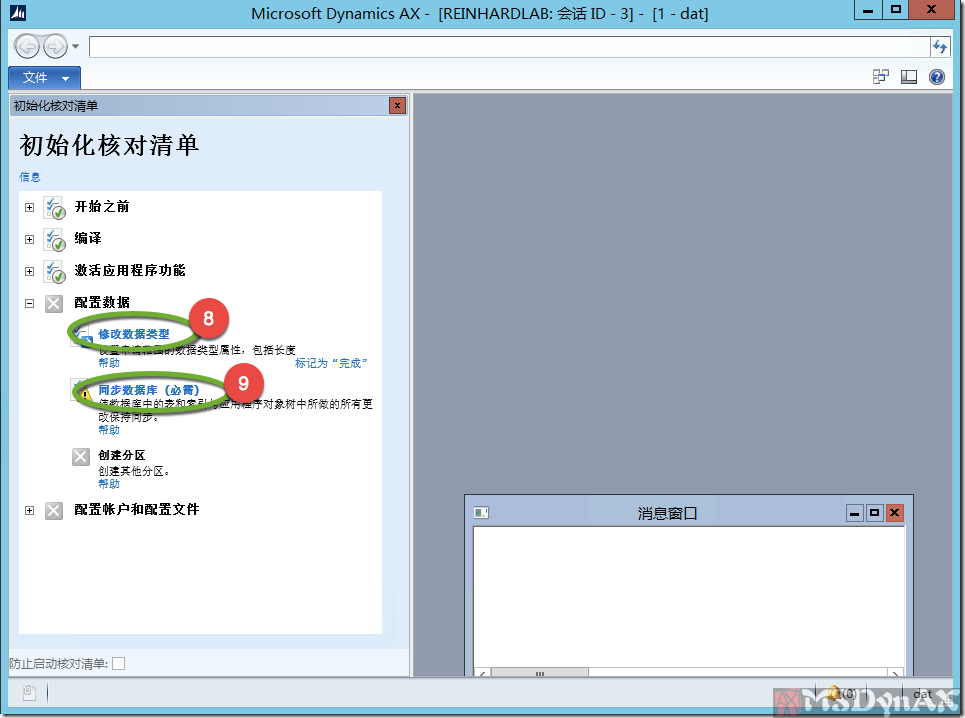 Microsoft Dynamics AX - [REINHARDLAB: 会话 ID - 3] - [1 - dat]
文件
初始化核对清单
初始化核对清单
信息
开始之前
编译
激活应用程序功能
配置数据
修改数据类型
8
设置申请范围的数据类型属性，包括长度
帮助
标记为“完成”
同步数据库（必需）
9
使数据库中的表和索引与应用程序对象树中所做的所有更
改保持同步。
帮助
创建分区
创建其他分区。
帮助
配置帐户和配置文件
消息窗口
防止启动核对清单:
(0)
dat
MsDynAX